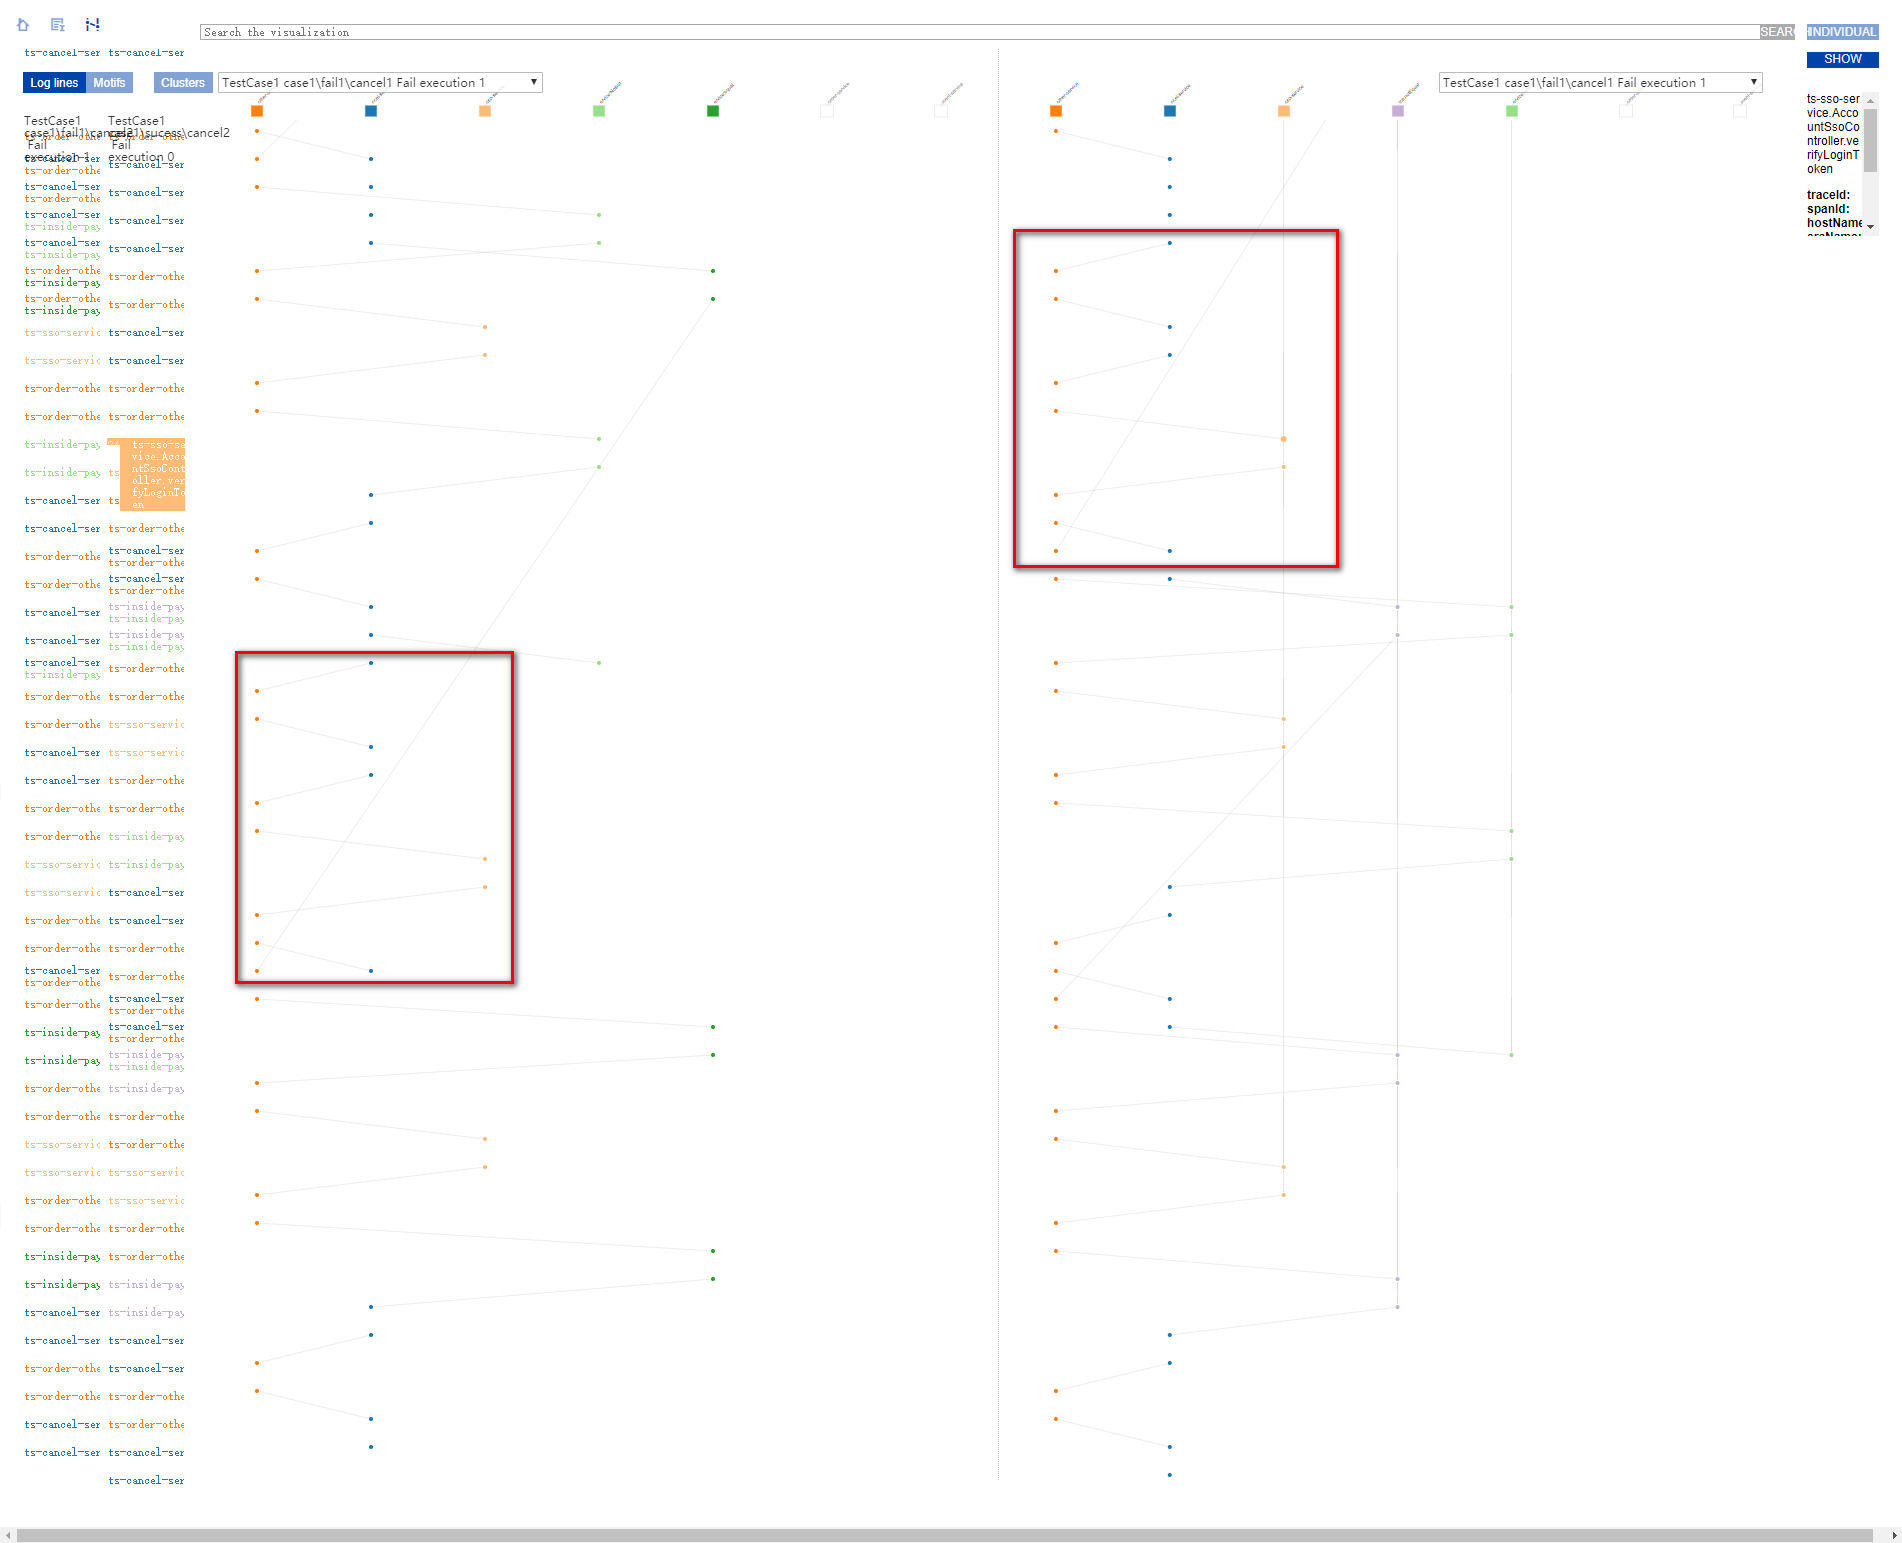 Search the visualization
SEAR
INDIVIDUAL
SHOW
ts-cancel-ser ts-cancel-ser
Log lines Motifs Clusters
TestCase1 case1\fail1\cancel1 Fail execution 1
TestCase1 case1\fail1\cancel1 Fail execution 1
TestCase1
Fail
execution 1
TestCase1
case1\sucess\cancel2
Fail
execution 0
ts-sso-ser
vice.Acco
untSsoCo
ntroller.ve
rifyLoginT
oken
traceId:
spanId:
hostName
ts-cancel-ser
ts-order-othe
ts-cancel-ser
ts-order-othe
ts-cancel-ser ts-cancel-ser
ts-inside-pay
ts-cancel-ser ts-cancel-ser
ts-inside-pay
ts-order-othe ts-order-othe
ts-inside-pay
ts-order-othe ts-order-othe
ts-inside-pay
ts-sso-servic ts-cancel-ser
ts-sso-servic ts-cancel-ser
ts-order-othe ts-order-othe
ts-order-othe ts-order-othe
ts-inside-pay ts-sso-se
vice.Acco
ntSsoCont
ts-inside-pay oller.ver
fyLoginTo
ts-cancel-ser en
ts-cancel-ser ts-order-othe
ts-order-othe ts-cancel-ser
ts-order-othe
ts-order-othe ts-cancel-ser
ts-order-othe
ts-cancel-ser ts-inside-pay
ts-inside-pay
ts-cancel-ser ts-inside-pay
ts-inside-pay
ts-cancel-ser ts-order-othe
ts-inside-pay
ts-order-othe ts-order-othe
ts-order-othe ts-sso-servic
ts-cancel-ser ts-sso-servic
ts-cancel-ser ts-order-othe
ts-order-othe ts-order-othe
ts-order-othe ts-inside-pay
ts-sso-servic ts-inside-pay
ts-sso-servic ts-cancel-ser
ts-order-othe ts-cancel-ser
ts-order-othe ts-order-othe
ts-cancel-ser ts-order-othe
ts-order-othe
ts-order-othe ts-cancel-ser
ts-order-othe
ts-inside-pay ts-cancel-ser
ts-order-othe
ts-inside-pay ts-inside-pay
ts-inside-pay
ts-order-othe ts-inside-pay
ts-order-othe ts-order-othe
ts-sso-servic ts-order-othe
ts-sso-servic ts-sso-servic
ts-order-othe ts-sso-servic
ts-order-othe ts-order-othe
ts-inside-pay ts-order-othe
ts-inside-pay ts-inside-pay
ts-cancel-ser ts-inside-pay
ts-cancel-ser ts-cancel-ser
ts-order-othe ts-cancel-ser
ts-order-othe ts-order-othe
ts-cancel-ser ts-order-othe
ts-cancel-ser ts-cancel-ser
ts-cancel-ser